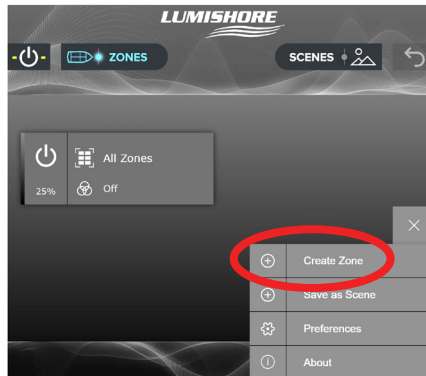 LUMISHORE
ZONES
SCENES
All Zones
25%
Off
Create Zone
Save as Scene
Preferences
About